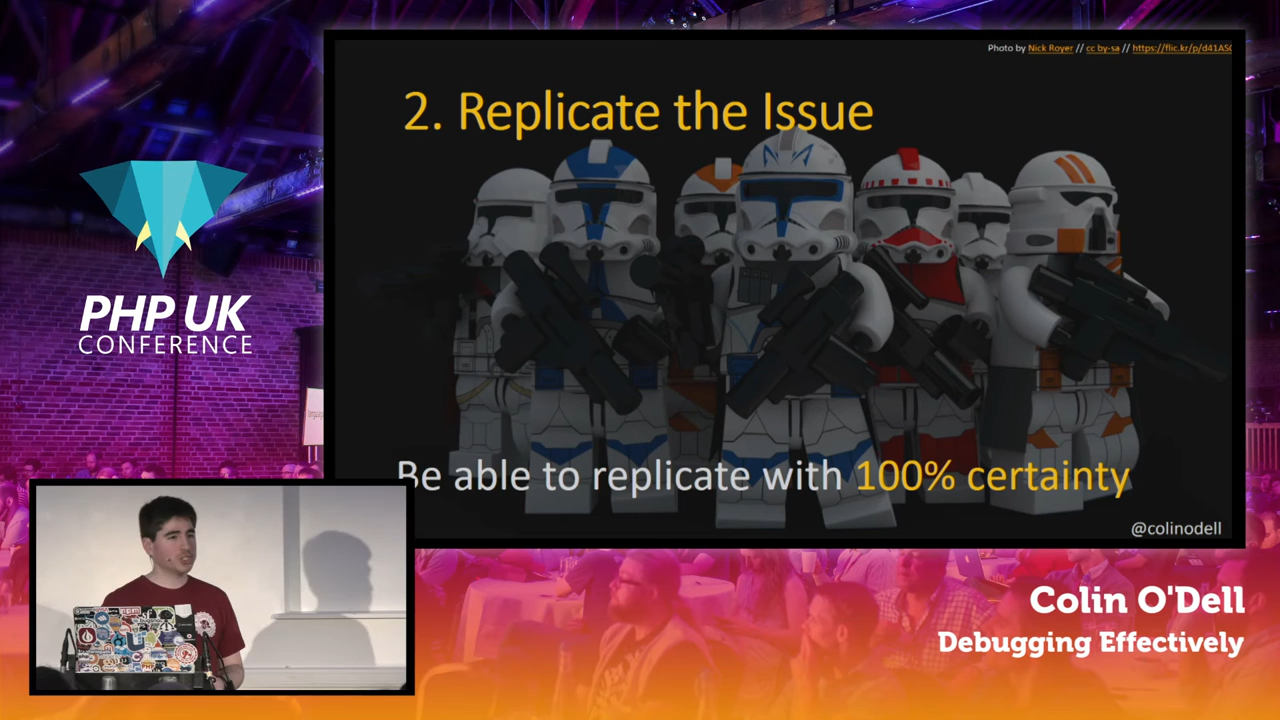 Photo by Nick Royer // cc by-sa // https://flic.kr/p/d41AS
2. Replicate the Issue
PHP UK
CONFERENCE
Be able to replicate with 100% certainty
@colinodell
npm
Colin O'Dell
Debugging Effectively